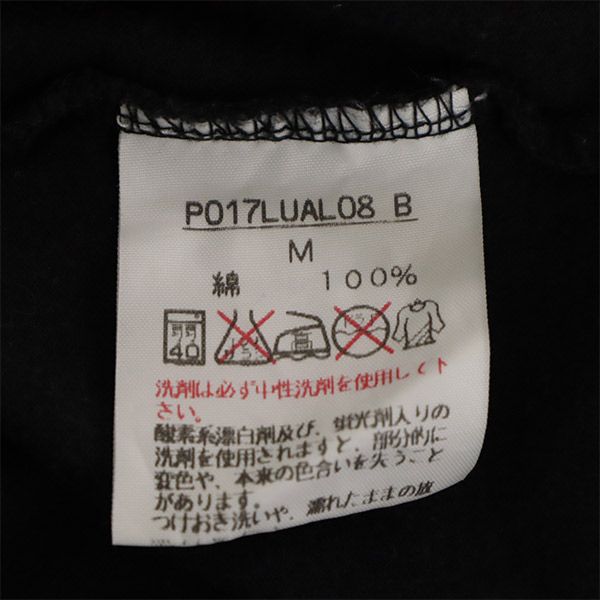 P017LUAL08 B
M
綿 100%
40 高
洗剤は必ず中性洗剤を使用して下
さい。
酸素系漂白剤及び、蛍光剤入りの
洗剤を使用されますと、部分的に
変色や、本来の色合いを失うこと
があります。
つけおき洗いや、濡れたままの放